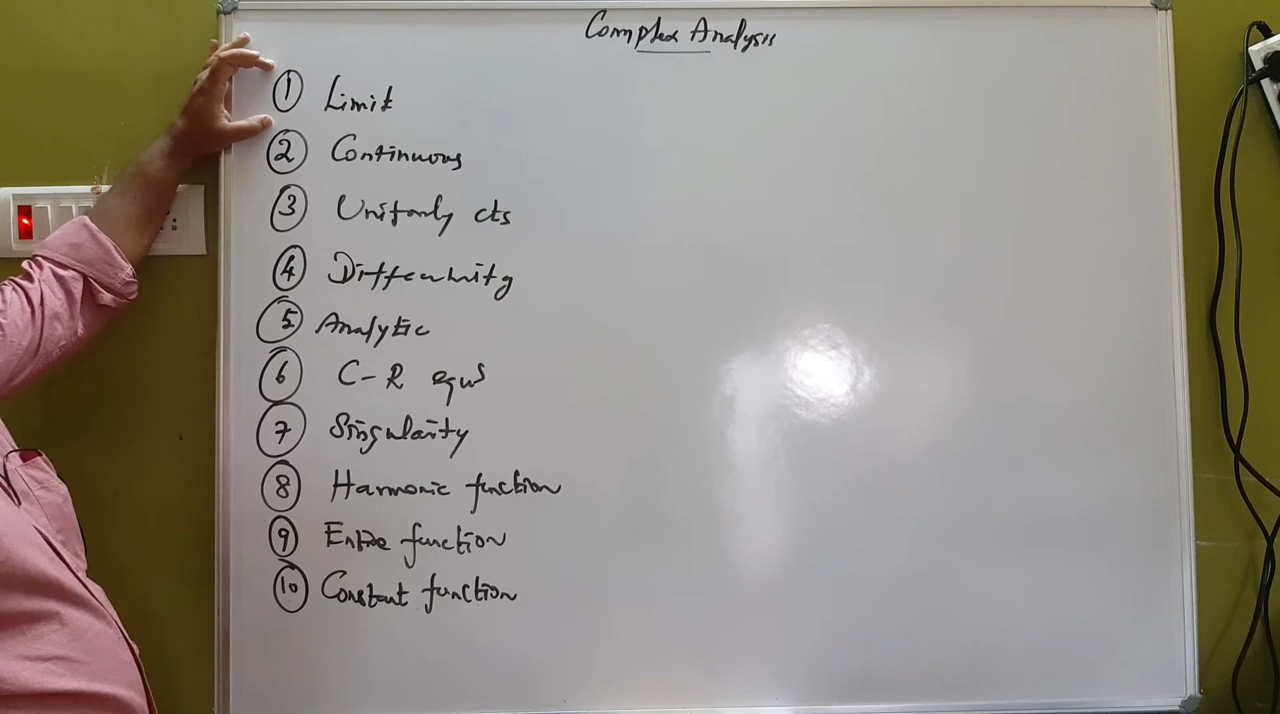 Complex Analysis
① Limit
② Continuous
③ Uniformly cts
④ Differentiability
⑤ Analytic
⑥ C-R equs
⑦ Singularity
⑧ Harmonic function
⑨ Entire function
⑩ Constant function